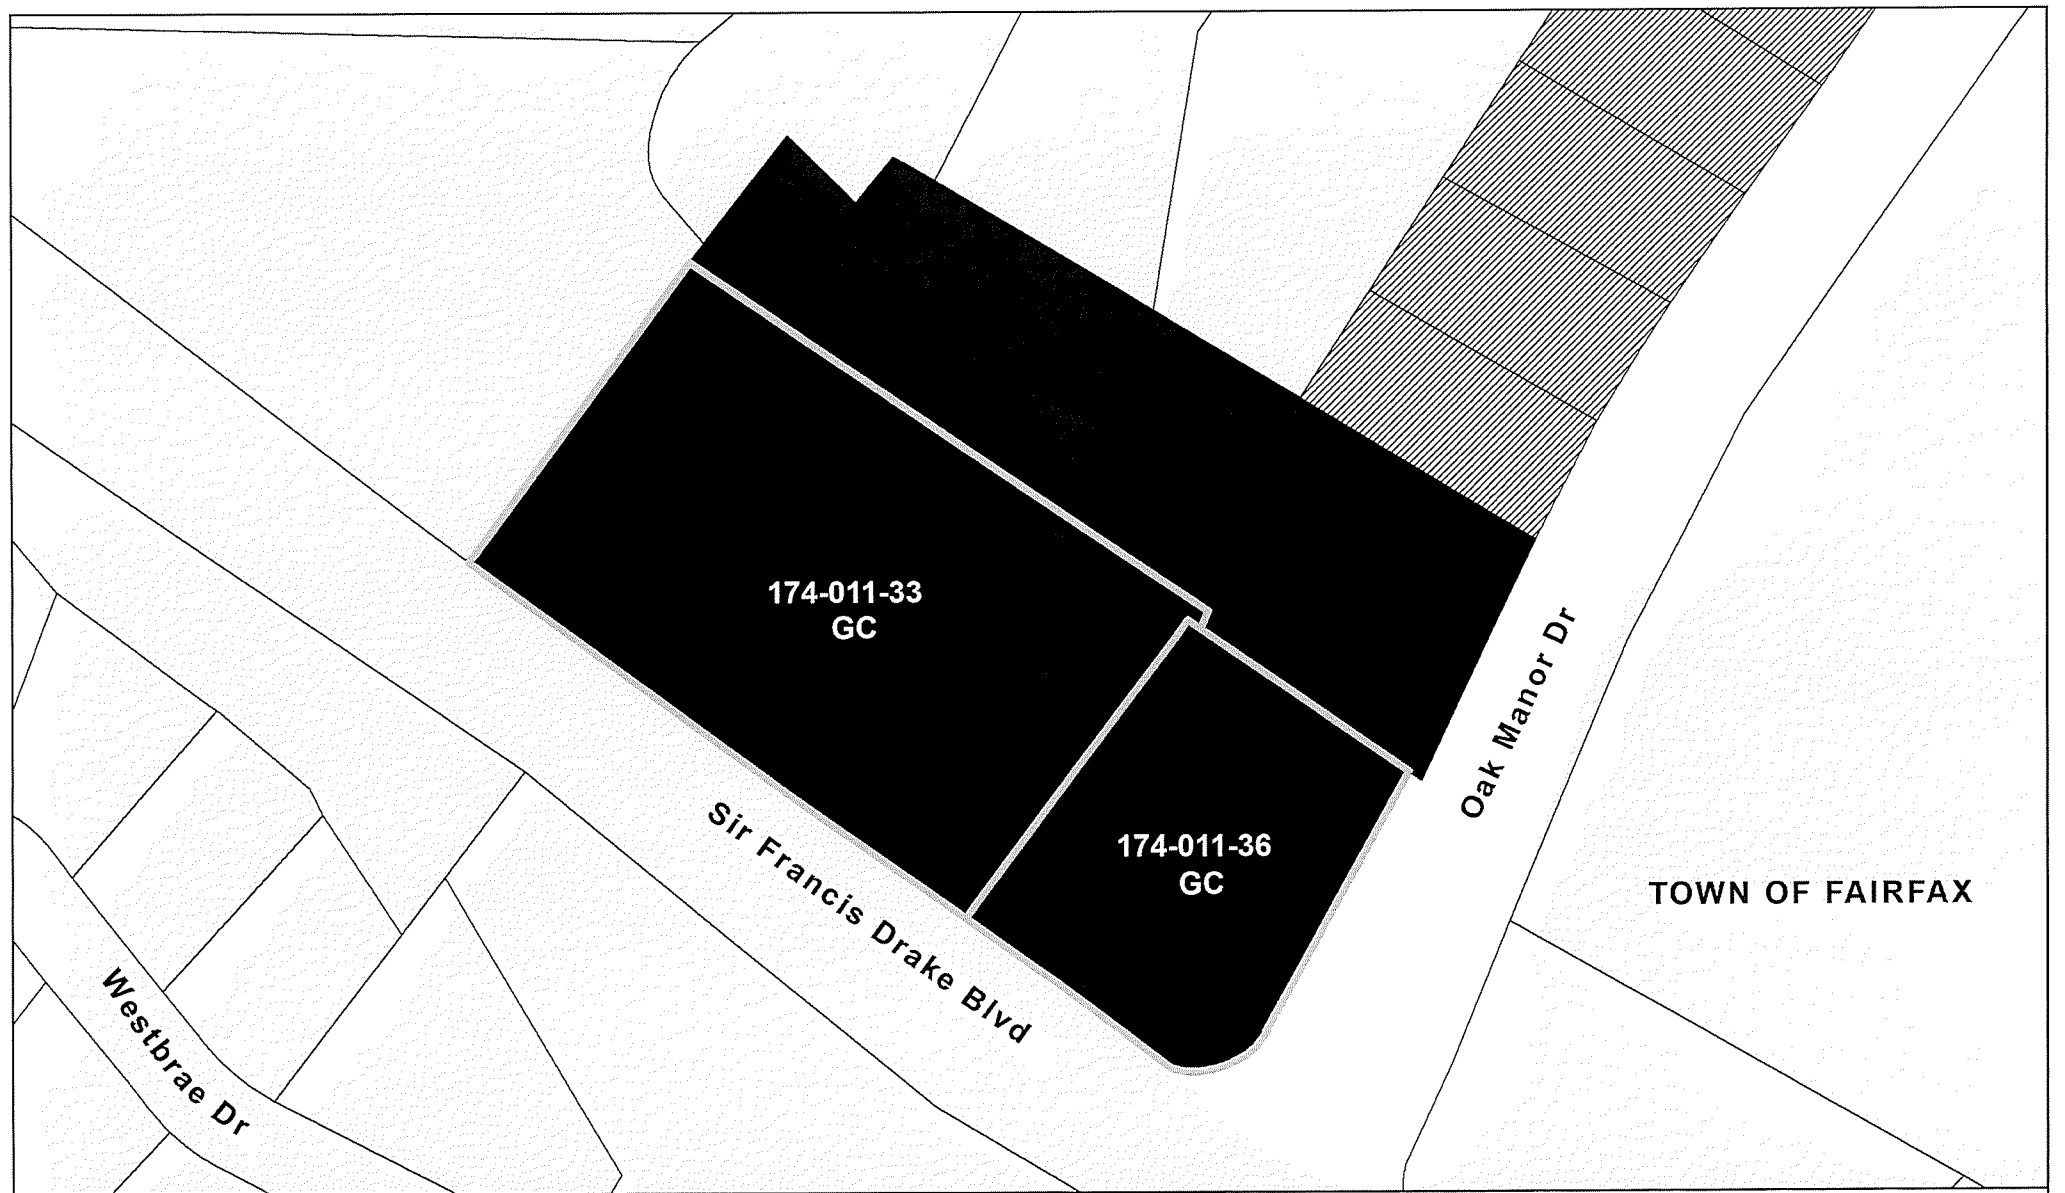 174-011-33
GC
Oak Manor Dr
Sir Francis Drake Blvd
174-011-36
GC
TOWN OF FAIRFAX
Westbrae Dr